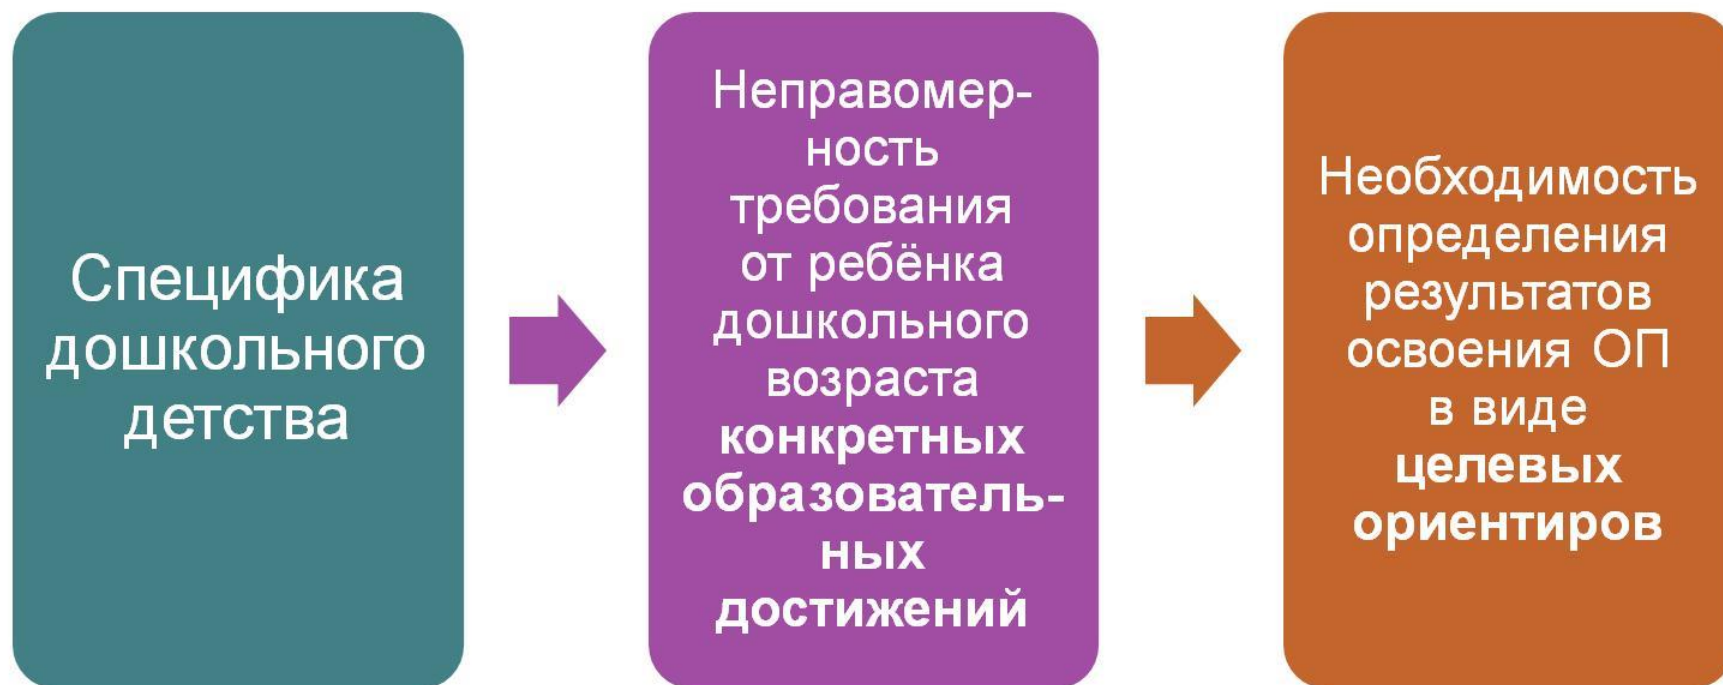 Специфика
дошкольного
детства
Неправомер-
ность
требования
от ребёнка
дошкольного
возраста
конкретных
образователь-
ных
достижений
Необходимость
определения
результатов
освоения ОП
в виде
целевых
ориентиров